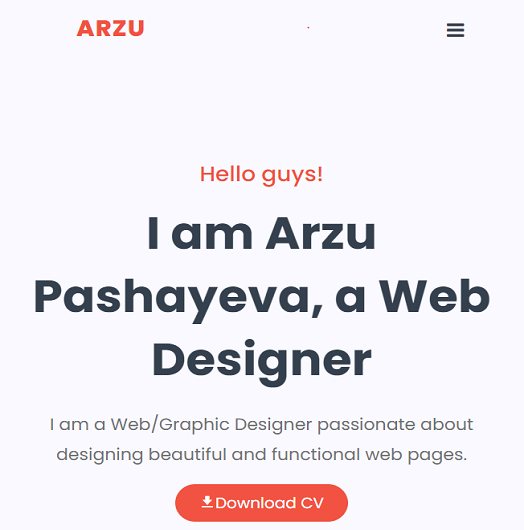 ARZU
Hello guys!
I am Arzu
Pashayeva, a Web
Designer
I am a Web/Graphic Designer passionate about
designing beautiful and functional web pages.
Download CV